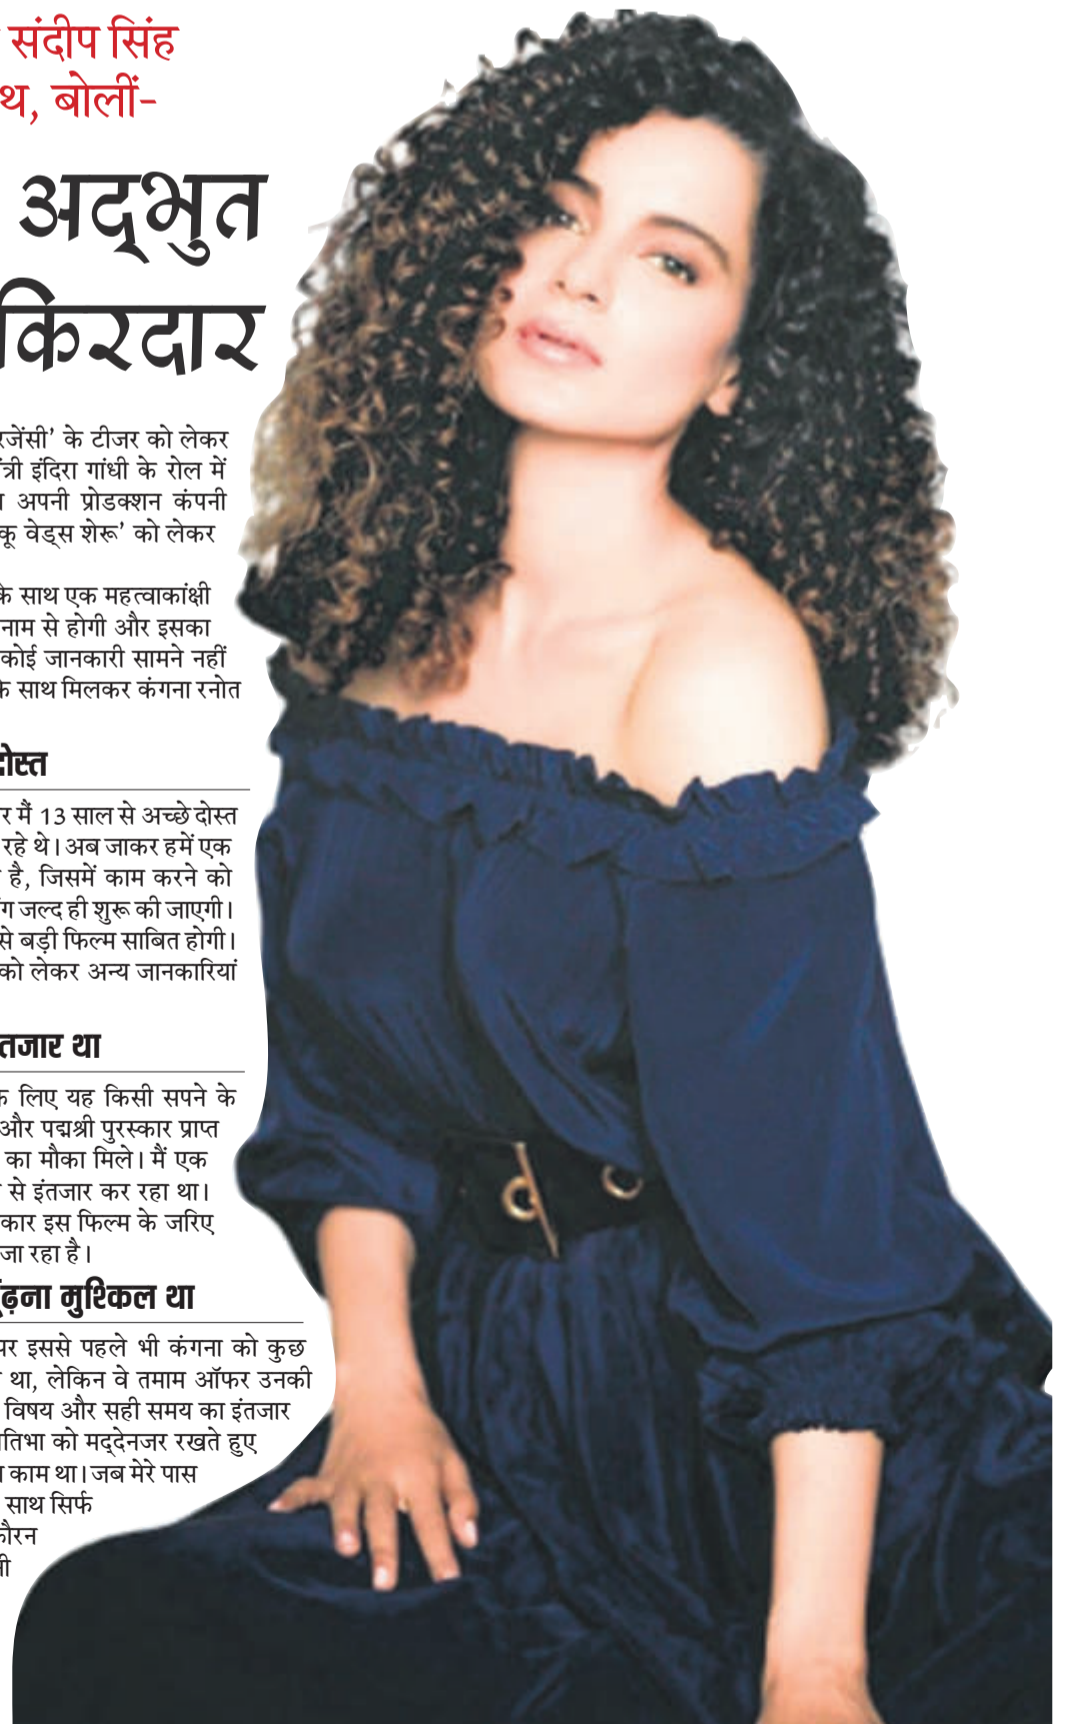 संदीप सिंह
थ, बोलीं-
अद्भुत
किरदार
के टीजर को लेकर
इंदिरा गांधी के रोल में
अपनी प्रोडक्शन कंपनी
वेड्स शेरू’ को लेकर
के साथ एक महत्वाकांक्षी
नाम से होगी और इसका
कोई जानकारी सामने नहीं
के साथ मिलकर कंगना रनोत
दोस्त
र मैं 13 साल से अच्छे दोस्त
रहे थे। अब जाकर हमें एक
है, जिसमें काम करने को
ग जल्द ही शुरू की जाएगी।
से बड़ी फिल्म साबित होगी।
को लेकर अन्य जानकारियां
तजार था
लिए यह किसी सपने के
और पद्मश्री पुरस्कार प्राप्त
का मौका मिले। मैं एक
से इंतजार कर रहा था।
कार इस फिल्म के जरिए
जा रहा है।
ढ़ना मुश्किल था
पर इससे पहले भी कंगना को कुछ
था, लेकिन वे तमाम ऑफर उनकी
विषय और सही समय का इंतजार
तिभा को मद्देनजर रखते हुए
काम था। जब मेरे पास
साथ सिर्फ